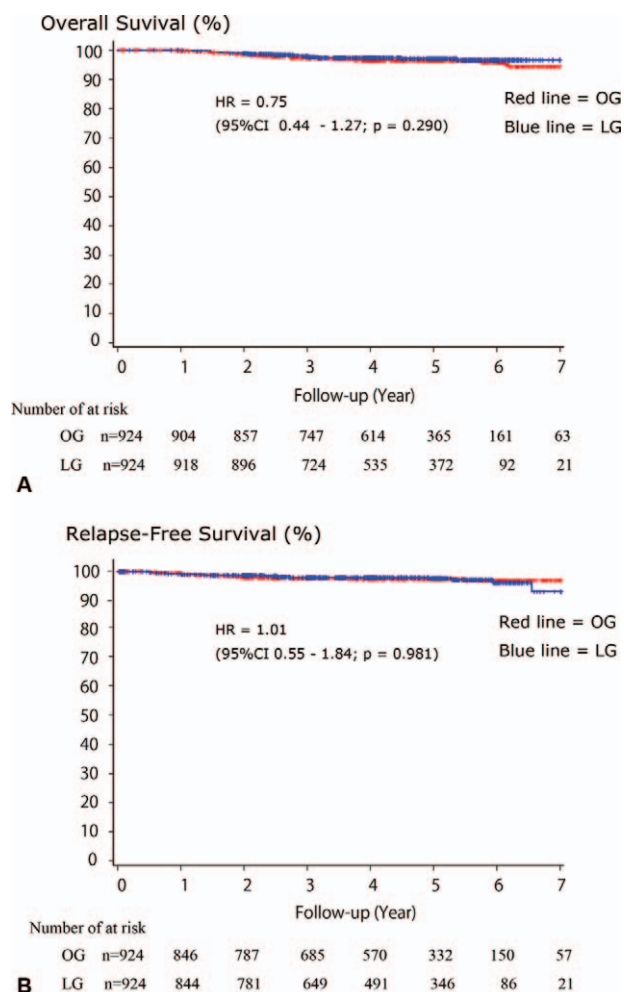 Overall Suvival (%)
100
90
80
70
60
50
40
30
20
10
0
HR = 0.75
(95%CI 0.44 - 1.27; p = 0.290)
Red line = OG
Blue line = LG
0 1 2 3 4 5 6 7
Follow-up (Year)
Number of at risk
OG n=924 904 857 747 614 365 161 63
LG n=924 918 896 724 535 372 92 21
A
Relapse-Free Survival (%)
100
90
80
70
60
50
40
30
20
10
0
HR = 1.01
(95%CI 0.55 - 1.84; p = 0.981)
Red line = OG
Blue line = LG
0 1 2 3 4 5 6 7
Follow-up (Year)
Number of at risk
OG n=924 846 787 685 570 332 150 57
LG n=924 844 781 649 491 346 86 21
B